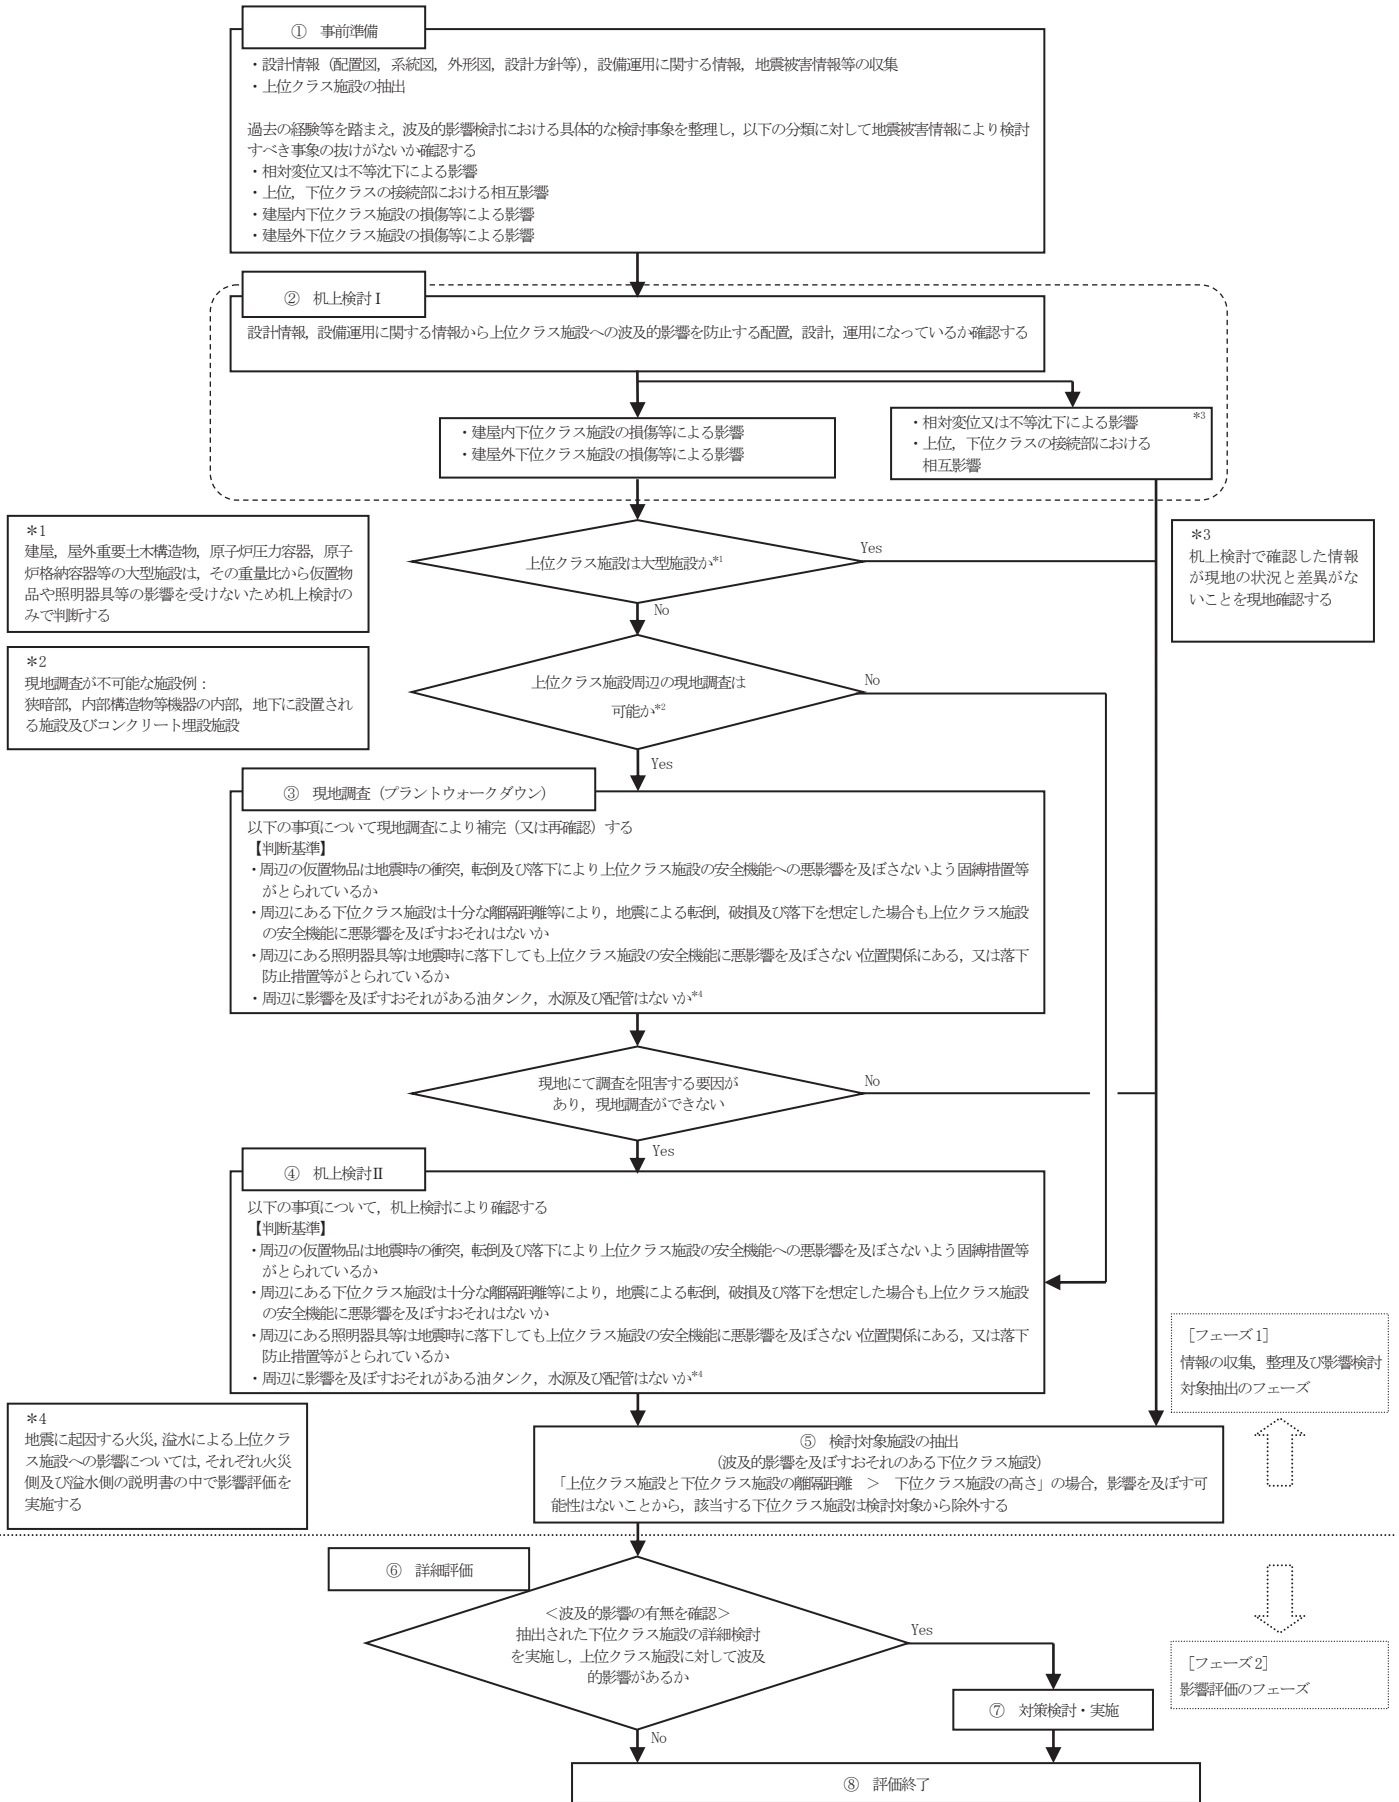 ① 事前準備
・設計情報（配置図，系統図，外形図，設計方針等），設備運用に関する情報，地震被害情報等の収集
・上位クラス施設の抽出
過去の経験等を踏まえ，波及的影響検討における具体的な検討事象を整理し，以下の分類に対して地震被害情報により検討
すべき事象の抜けがないか確認する
・相対変位又は不等沈下による影響
・上位，下位クラスの接続部における相互影響
・建屋内下位クラス施設の損傷等による影響
・建屋外下位クラス施設の損傷等による影響
② 机上検討Ⅰ
設計情報，設備運用に関する情報から上位クラス施設への波及的影響を防止する配置，設計，運用になっているか確認する
・建屋内下位クラス施設の損傷等による影響
・建屋外下位クラス施設の損傷等による影響
*3
・相対変位又は不等沈下による影響
・上位，下位クラスの接続部における
相互影響
＊1
建屋，屋外重要土木構造物，原子炉圧力容器，原子
炉格納容器等の大型施設は，その重量比から仮置物
品や照明器具等の影響を受けないため机上検討の
みで判断する
上位クラス施設は大型施設か*1
Yes
No
＊3
机上検討で確認した情報
が現地の状況と差異がな
いことを現地確認する
＊2
現地調査が不可能な施設例：
狭暗部，内部構造物等機器の内部，地下に設置され
る施設及びコンクリート埋設施設
上位クラス施設周辺の現地調査は
可能か*2
No
Yes
③ 現地調査（プラントウォークダウン）
以下の事項について現地調査により補完（又は再確認）する
【判断基準】
・周辺の仮置物品は地震時の衝突，転倒及び落下により上位クラス施設の安全機能への悪影響を及ぼさないよう固縛措置等
がとられているか
・周辺にある下位クラス施設は十分な離隔距離等により，地震による転倒，破損及び落下を想定した場合も上位クラス施設
の安全機能に悪影響を及ぼすおそれはないか
・周辺にある照明器具等は地震時に落下しても上位クラス施設の安全機能に悪影響を及ぼさない位置関係にある，又は落下
防止措置等がとられているか
・周辺に影響を及ぼすおそれがある油タンク，水源及び配管はないか*4
現地にて調査を阻害する要因が
あり，現地調査ができない
No
Yes
④ 机上検討Ⅱ
以下の事項について，机上検討により確認する
【判断基準】
・周辺の仮置物品は地震時の衝突，転倒及び落下により上位クラス施設の安全機能への悪影響を及ぼさないよう固縛措置等
がとられているか
・周辺にある下位クラス施設は十分な離隔距離等により，地震による転倒，破損及び落下を想定した場合も上位クラス施設
の安全機能に悪影響を及ぼすおそれはないか
・周辺にある照明器具等は地震時に落下しても上位クラス施設の安全機能に悪影響を及ぼさない位置関係にある，又は落下
防止措置等がとられているか
・周辺に影響を及ぼすおそれがある油タンク，水源及び配管はないか*4
［フェーズ1］
情報の収集，整理及び影響検討
対象抽出のフェーズ
＊4
地震に起因する火災，溢水による上位クラ
ス施設への影響については，それぞれ火災
側及び溢水側の説明書の中で影響評価を
実施する
⑤ 検討対象施設の抽出
（波及的影響を及ぼすおそれのある下位クラス施設）
「上位クラス施設と下位クラス施設の離隔距離 ＞ 下位クラス施設の高さ」の場合，影響を及ぼす可
能性はないことから，該当する下位クラス施設は検討対象から除外する
⑥ 詳細評価
＜波及的影響の有無を確認＞
抽出された下位クラス施設の詳細検討
を実施し，上位クラス施設に対して波及
的影響があるか
Yes
No
［フェーズ2］
影響評価のフェーズ
⑦ 対策検討・実施
⑧ 評価終了